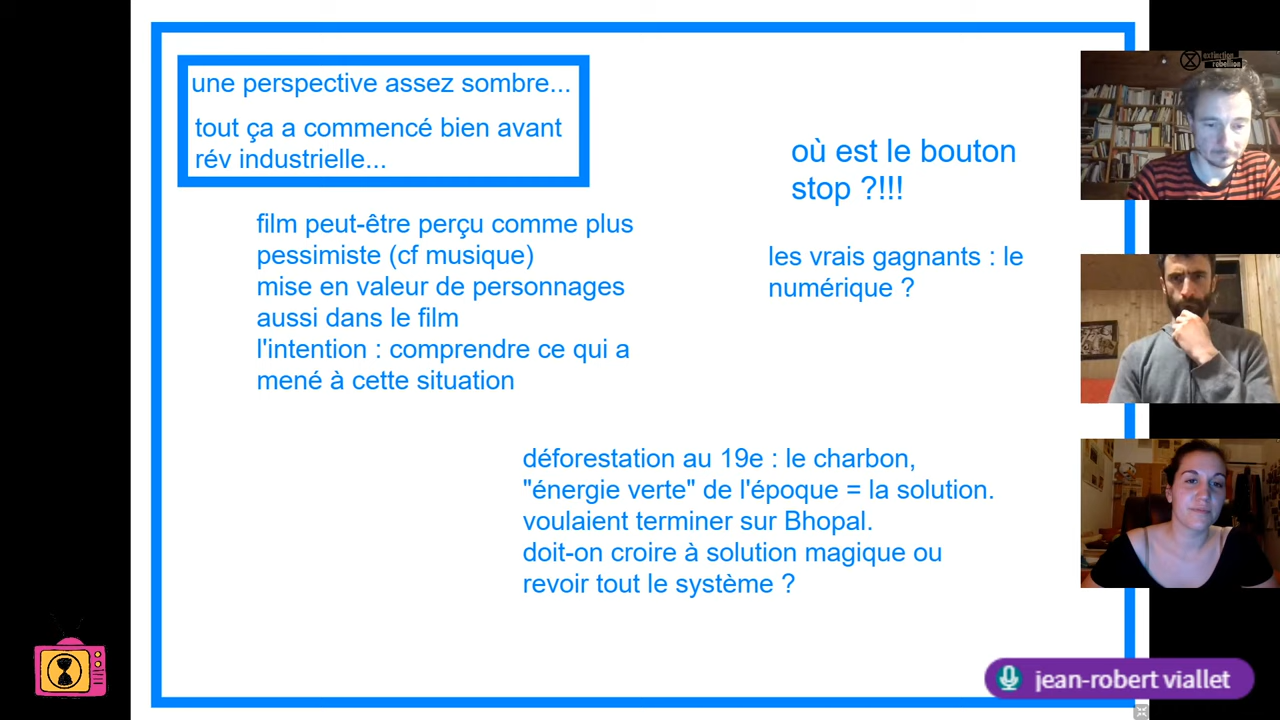 une perspective assez sombre...
tout ça a commencé bien avant
rév industrielle...
film peut-être perçu comme plus
pessimiste (cf musique)
mise en valeur de personnages
aussi dans le film
l'intention : comprendre ce qui a
mené à cette situation
où est le bouton
stop ?!!!
les vrais gagnants : le
numérique ?
déforestation au 19e : le charbon,
"énergie verte" de l'époque = la solution.
voulaient terminer sur Bhopal.
doit-on croire à solution magique ou
revoir tout le système ?
extinction
rebellion
jean-robert viallet